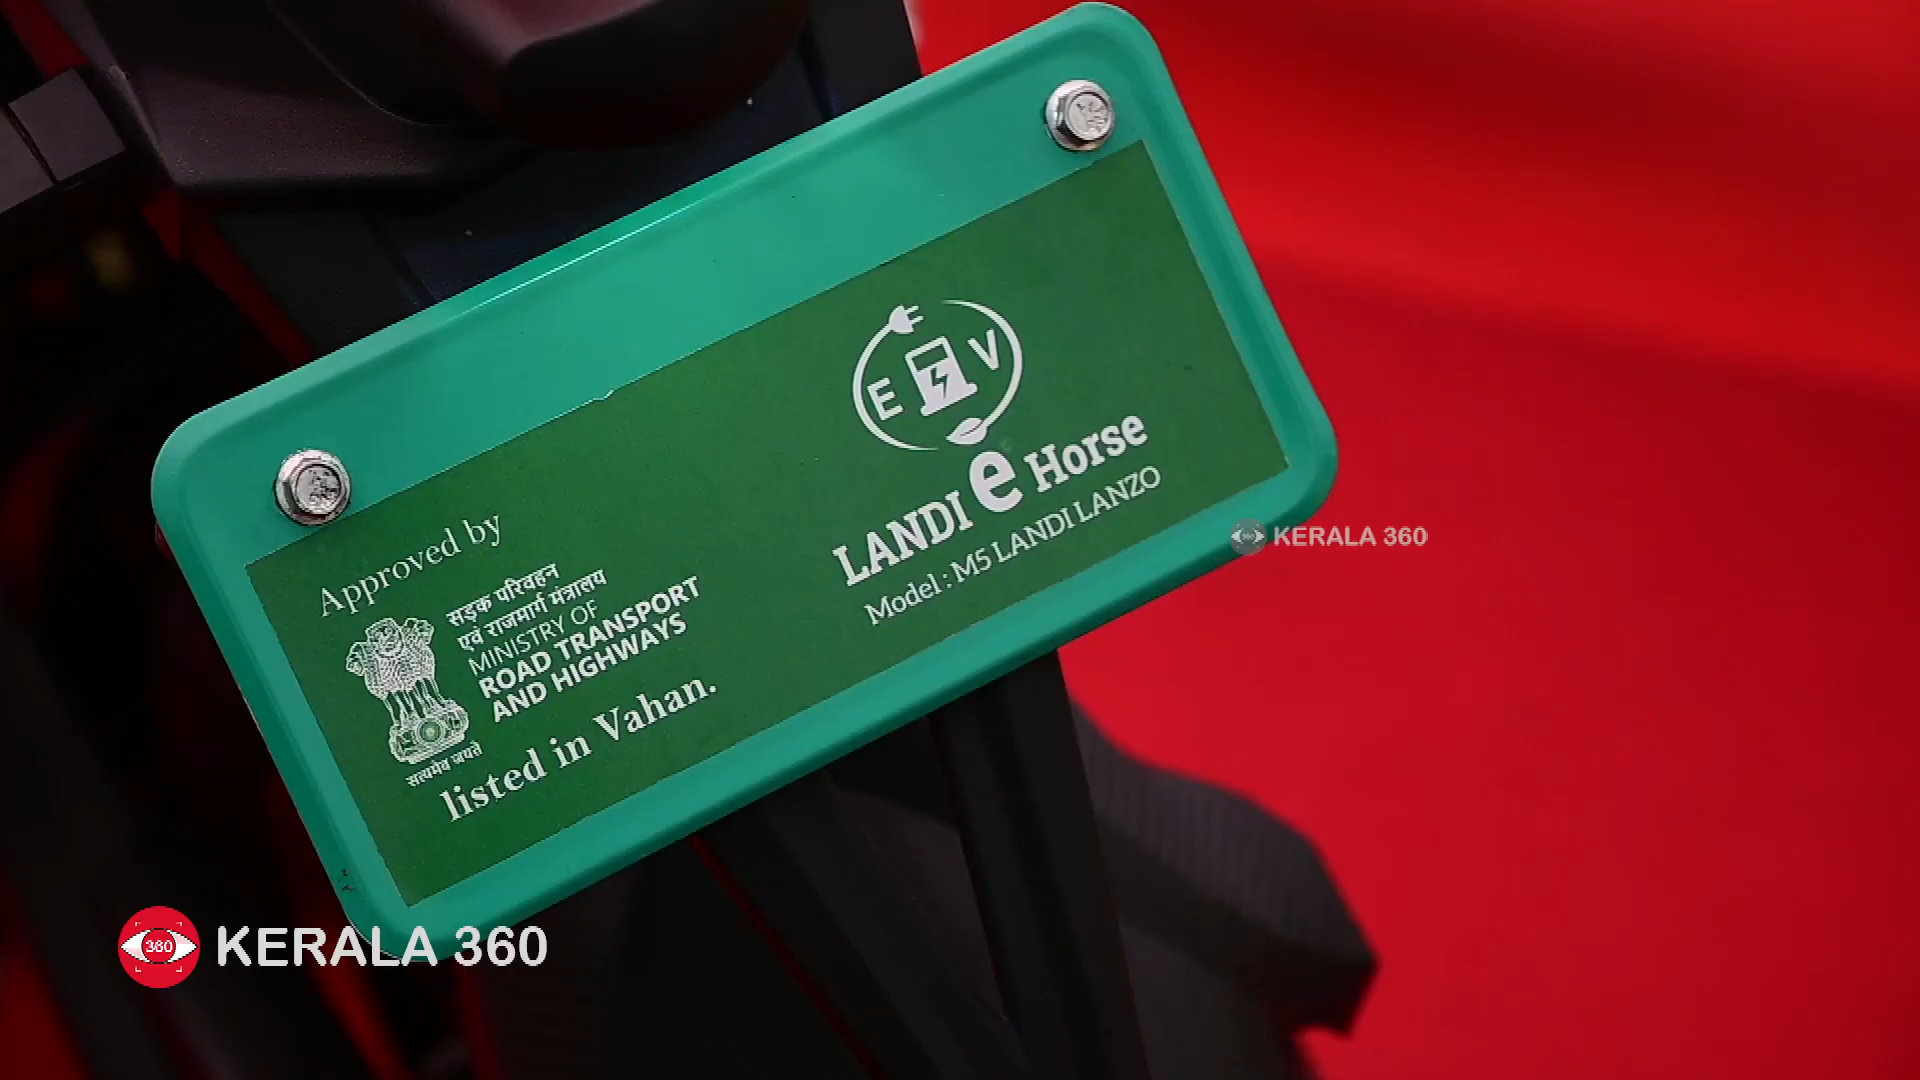 E V
LANDI e Horse
Model : M5 LANDI LANZO
Approved by
सड़क परिवहन
एवं राजमार्ग मंत्रालय
MINISTRY OF
ROAD TRANSPORT
AND HIGHWAYS
सत्यमेव जयते
listed in Vahan.
KERALA 360
360
KERALA 360